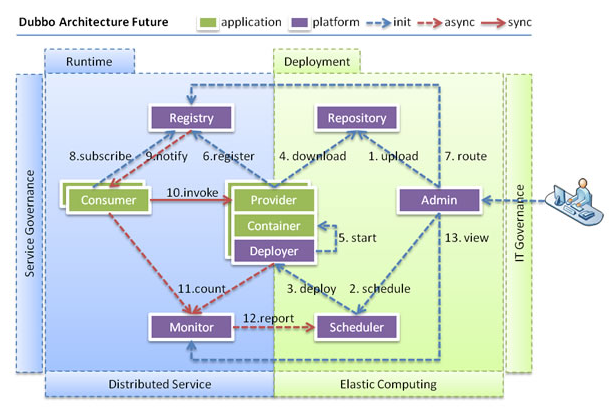 Dubbo Architecture Future
application
platform
init
async
sync
Runtime
Deployment
Registry
Repository
8.subscribe
9.notify
6.register
4. download
1. upload
7. route
10.invoke
Consumer
Provider
Admin
Container
5. start
13. view
Deployer
Service Governance
IT Governance
11.count
3. deploy
2. schedule
12.report
Monitor
Scheduler
Distributed Service
Elastic Computing